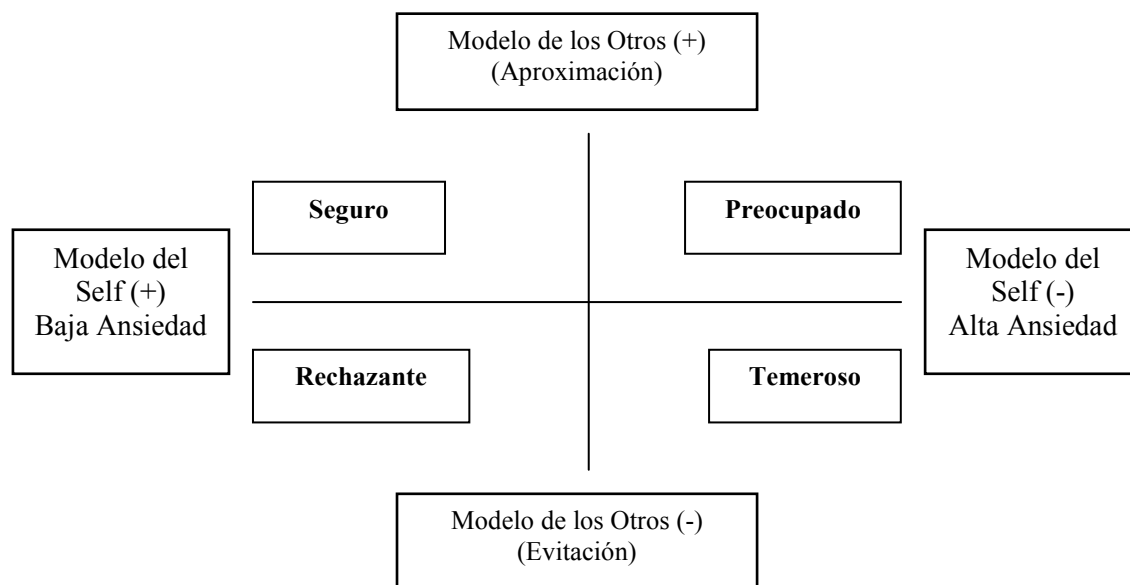 Modelo de los Otros (+)
(Aproximación)
Seguro
Preocupado
Modelo del
Self (+)
Baja Ansiedad
Modelo del
Self (-)
Alta Ansiedad
Rechazante
Temeroso
Modelo de los Otros (-)
(Evitación)